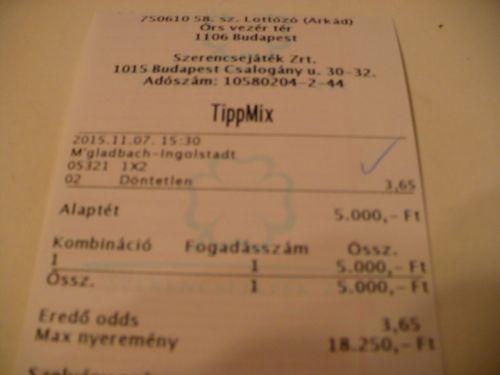 750610 58. sz. Lottózó (Árkád)
Örs vezér tér
1106 Budapest
Szerencsejáték Zrt.
1015 Budapest Csalogány u. 30-32.
Adószám: 10580204-2-44
TippMix
2015.11.07. 15:30
M'gladbach-Ingolstadt
05321 1X2
02 Döntetlen 3,65
Alaptét 5.000,- Ft
Kombináció Fogadásszám Össz.
1 1 5.000,- Ft
Össz. 1 5.000,- Ft
Eredő odds 3,65
Max nyeremény 18.250,- Ft